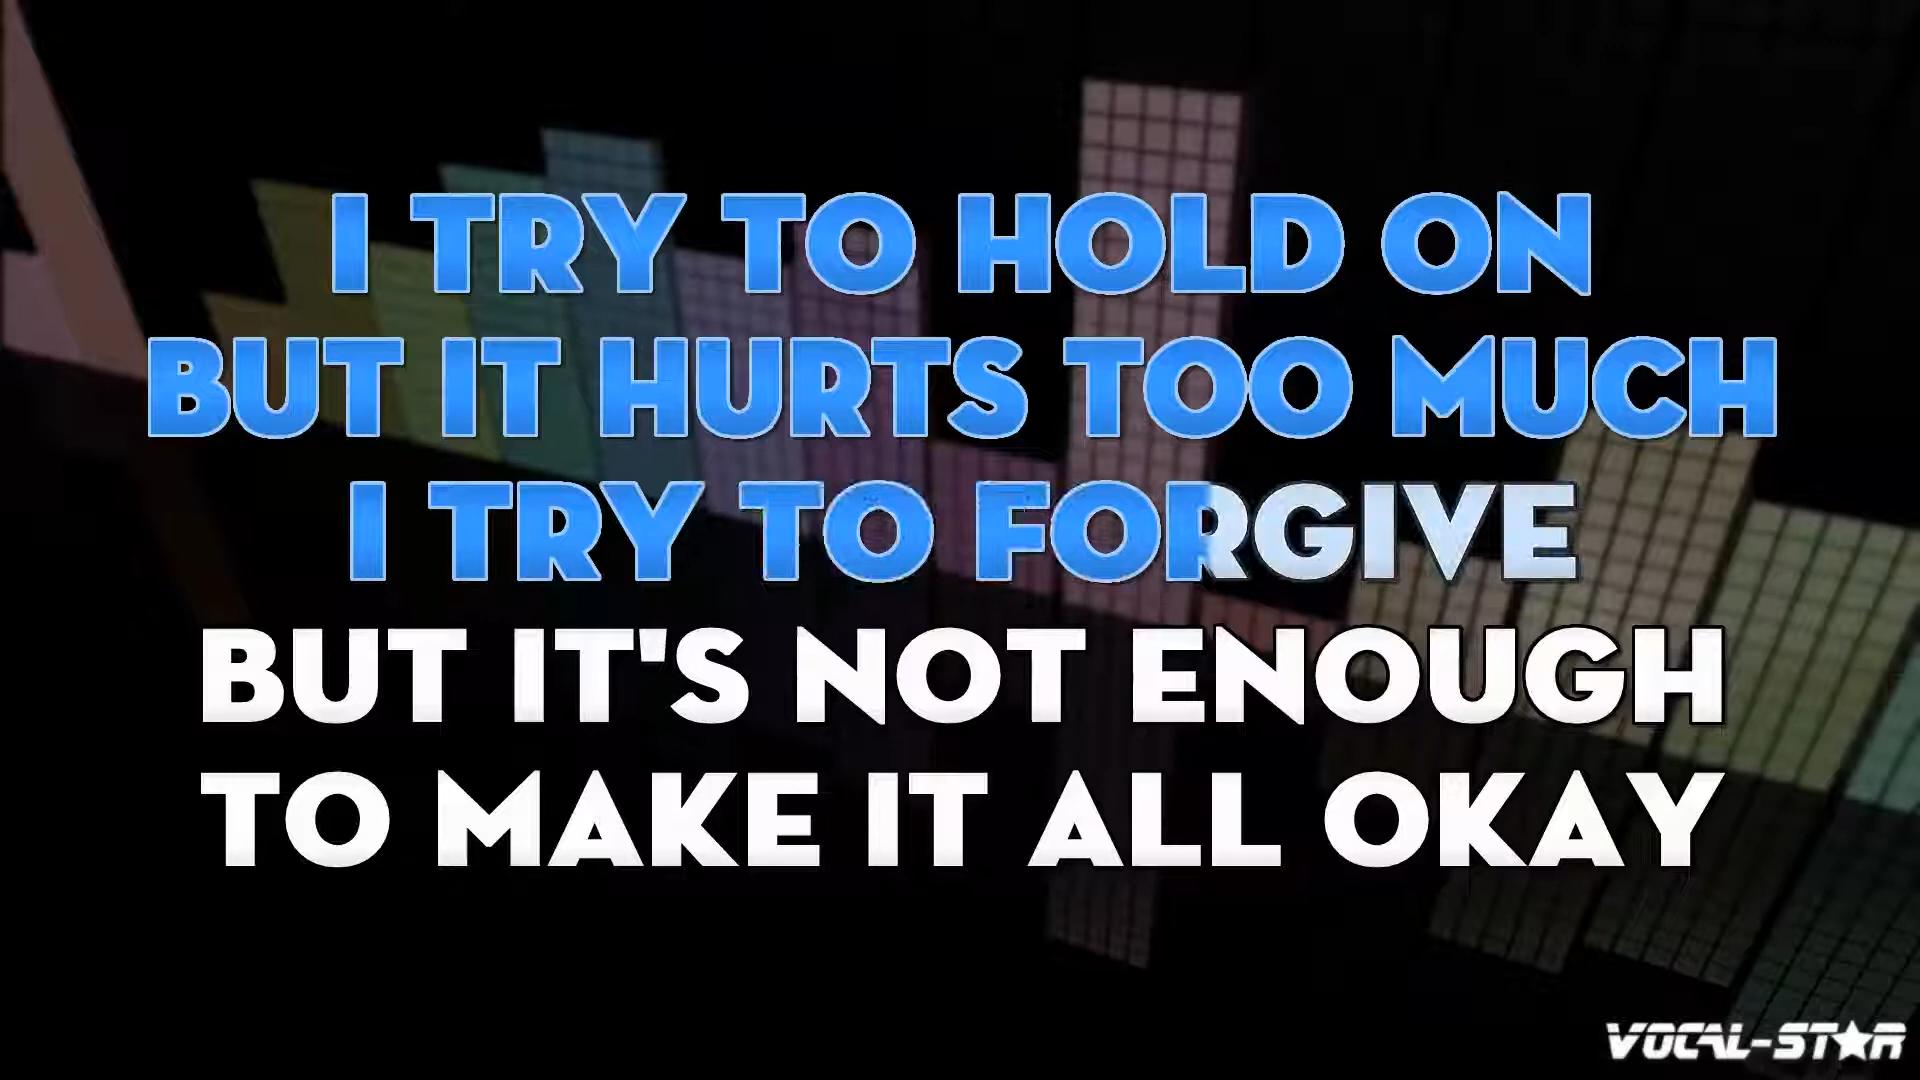 I TRY TO HOLD ON
BUT IT HURTS TOO MUCH
I TRY TO FORGIVE
BUT IT'S NOT ENOUGH
TO MAKE IT ALL OKAY
VOCAL-STAR